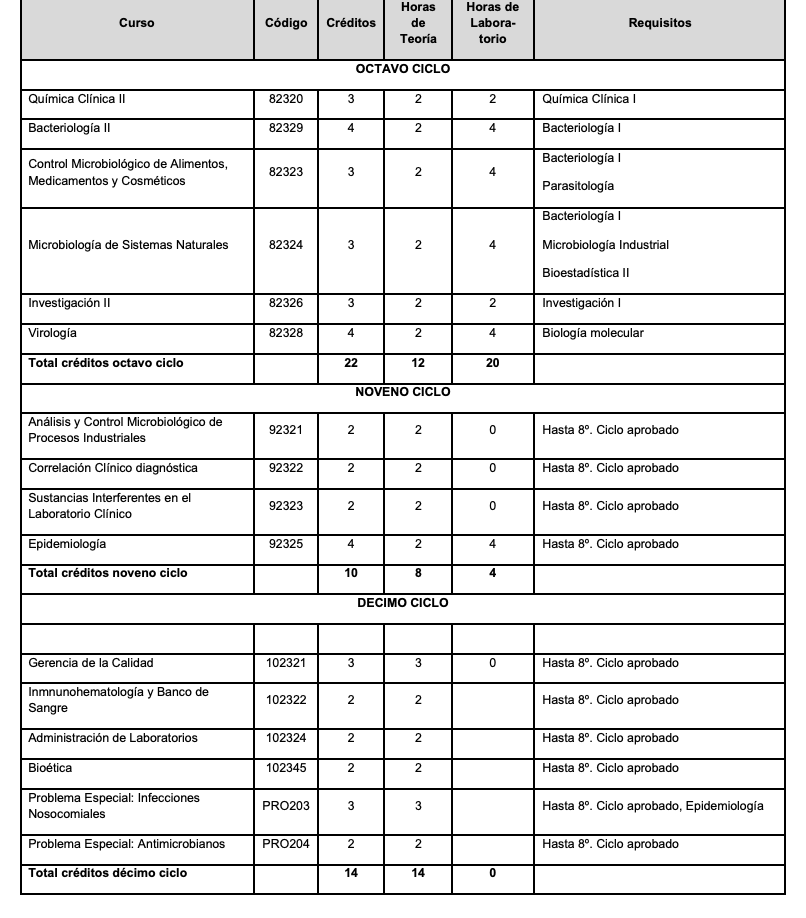 Curso Código Créditos Horas de Teoría Horas de Labora-torio Requisitos
OCTAVO CICLO
Química Clínica II 82320 3 2 2 Química Clínica I
Bacteriología II 82329 4 2 4 Bacteriología I
Control Microbiológico de Alimentos, Medicamentos y Cosméticos 82323 3 2 4 Bacteriología I Parasitología
Microbiología de Sistemas Naturales 82324 3 2 4 Bacteriología I Microbiología Industrial Bioestadística II
Investigación II 82326 3 2 2 Investigación I
Virología 82328 4 2 4 Biología molecular
Total créditos octavo ciclo 22 12 20
NOVENO CICLO
Análisis y Control Microbiológico de Procesos Industriales 92321 2 2 0 Hasta 8º. Ciclo aprobado
Correlación Clínico diagnóstica 92322 2 2 0 Hasta 8º. Ciclo aprobado
Sustancias Interferentes en el Laboratorio Clínico 92323 2 2 0 Hasta 8º. Ciclo aprobado
Epidemiología 92325 4 2 4 Hasta 8º. Ciclo aprobado
Total créditos noveno ciclo 10 8 4
DECIMO CICLO
Gerencia de la Calidad 102321 3 3 0 Hasta 8º. Ciclo aprobado
Inmnunohematología y Banco de Sangre 102322 2 2 Hasta 8º. Ciclo aprobado
Administración de Laboratorios 102324 2 2 Hasta 8º. Ciclo aprobado
Bioética 102345 2 2 Hasta 8º. Ciclo aprobado
Problema Especial: Infecciones Nosocomiales PRO203 3 3 Hasta 8º. Ciclo aprobado, Epidemiología
Problema Especial: Antimicrobianos PRO204 2 2 Hasta 8º. Ciclo aprobado
Total créditos décimo ciclo 14 14 0